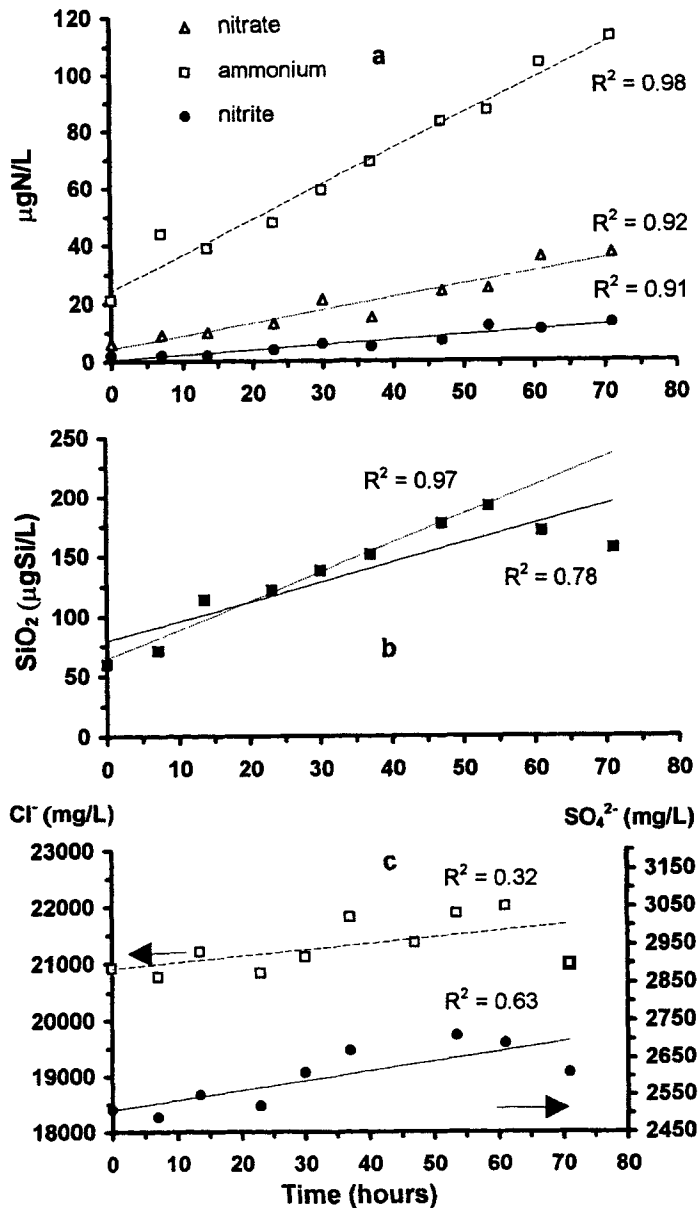 nitrate
ammonium
nitrite
a
µgN/L
120
100
80
60
40
20
0
R² = 0.98
R² = 0.92
R² = 0.91
0 10 20 30 40 50 60 70 80
SiO₂ (µgSi/L)
250
200
150
100
50
0
R² = 0.97
R² = 0.78
b
0 10 20 30 40 50 60 70 80
Cl⁻ (mg/L)
SO₄²⁻ (mg/L)
c
23000
22000
21000
20000
19000
18000
R² = 0.32
R² = 0.63
3150
3050
2950
2850
2750
2650
2550
2450
0 10 20 30 40 50 60 70 80
Time (hours)